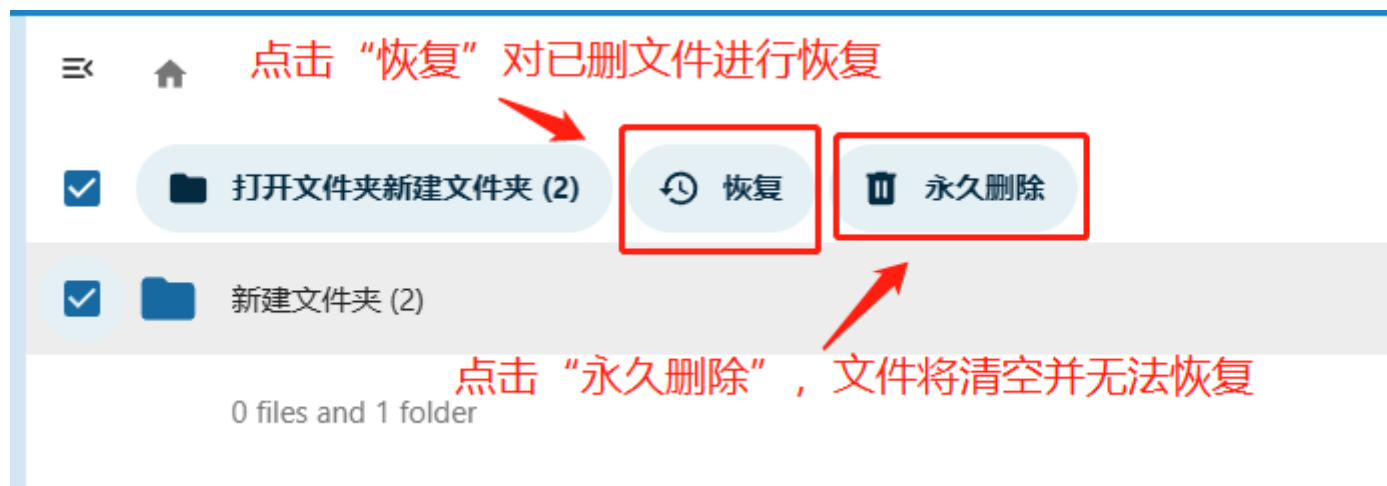 点击“恢复”对已删文件进行恢复
打开文件夹新建文件夹 (2) 恢复 永久删除
新建文件夹 (2)
点击“永久删除”，文件将清空并无法恢复
0 files and 1 folder